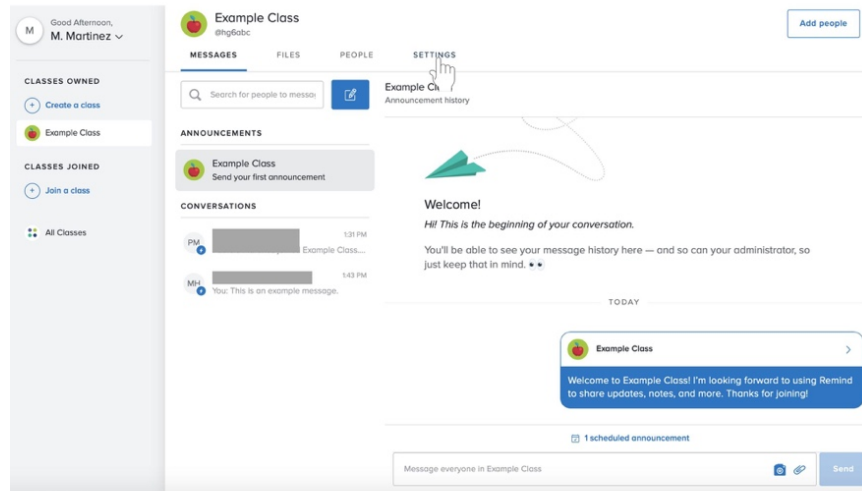 M
Good Afternoon,
M. Martinez
CLASSES OWNED
Create a class
Example Class
CLASSES JOINED
Join a class
All Classes
Example Class
@hg6abc
Add people
MESSAGES FILES PEOPLE SETTINGS
Search for people to
ANNOUNCEMENTS
Example Class
Send your first announcement
CONVERSATIONS
PM
1:31 PM
Example Class....
MH
1:43 PM
You: This is an example message.
Example
Announcement history
Welcome!
Hi! This is the beginning of your conversation.
You'll be able to see your message history here — and so can your administrator, so
just keep that in mind. 👀
TODAY
Example Class
Welcome to Example Class! I'm looking forward to using Remind
to share updates, notes, and more. Thanks for joining!
1 scheduled announcement
Message everyone in Example Class
Send